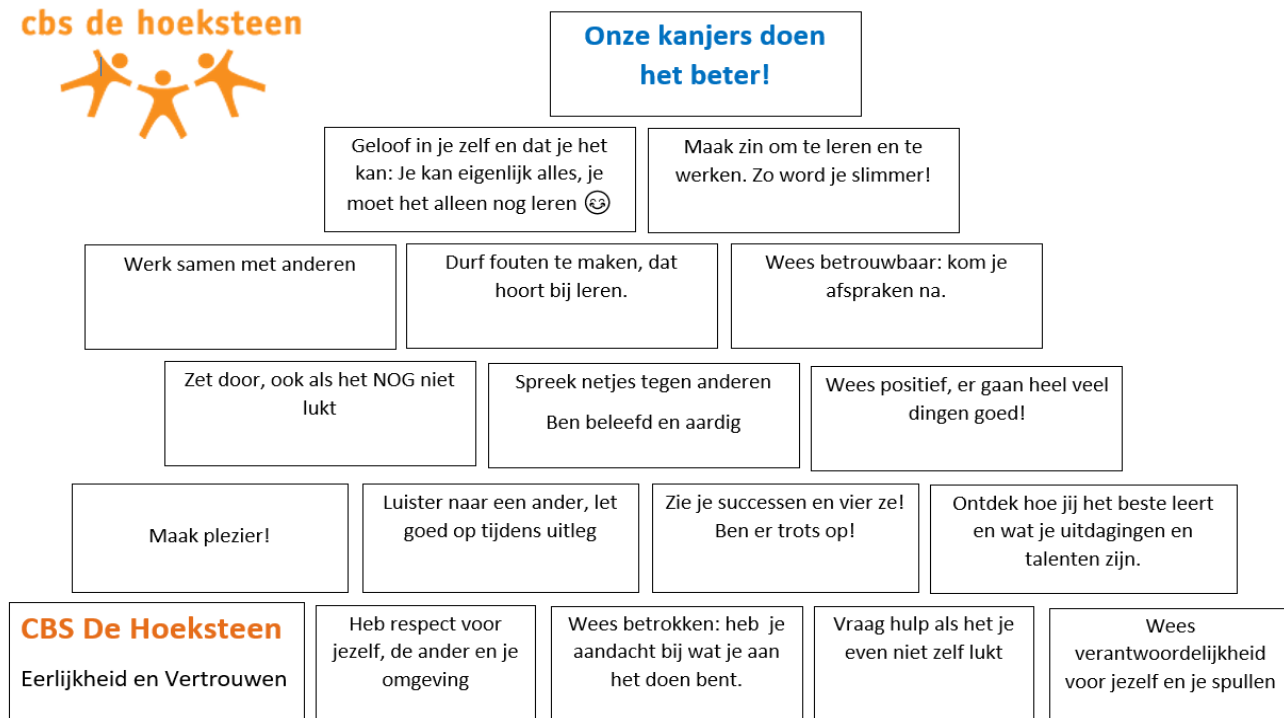 cbs de hoeksteen
Onze kanjers doen
het beter!
Geloof in je zelf en dat je het
kan: Je kan eigenlijk alles, je
moet het alleen nog leren 😊
Maak zin om te leren en te
werken. Zo word je slimmer!
Werk samen met anderen
Durf fouten te maken, dat
hoort bij leren.
Wees betrouwbaar: kom je
afspraken na.
Zet door, ook als het NOG niet
lukt
Spreek netjes tegen anderen
Ben beleefd en aardig
Wees positief, er gaan heel veel
dingen goed!
Maak plezier!
Luister naar een ander, let
goed op tijdens uitleg
Zie je successen en vier ze!
Ben er trots op!
Ontdek hoe jij het beste leert
en wat je uitdagingen en
talenten zijn.
CBS De Hoeksteen
Eerlijkheid en Vertrouwen
Heb respect voor
jezelf, de ander en je
omgeving
Wees betrokken: heb je
aandacht bij wat je aan
het doen bent.
Vraag hulp als het je
even niet zelf lukt
Wees
verantwoordelijkheid
voor jezelf en je spullen